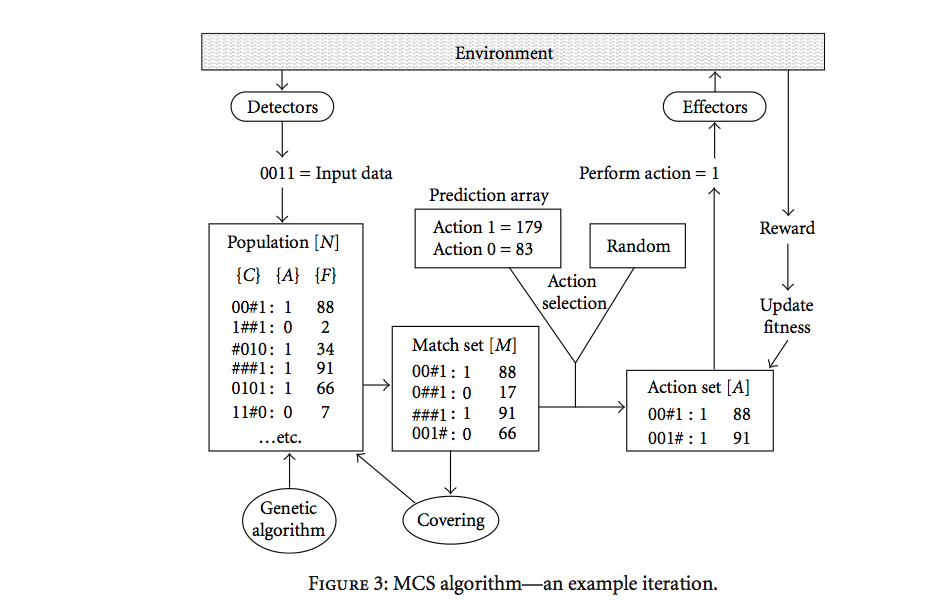 Environment
Detectors
Effectors
0011 = Input data
Perform action = 1
Prediction array
Action 1 = 179
Action 0 = 83
Random
Action
selection
Reward
Update
fitness
Population [N]
{C} {A} {F}
00#1: 1 88
1##1: 0 2
#010: 1 34
###1: 1 91
0101: 1 66
11#0: 0 7
...etc.
Match set [M]
00#1: 1 88
0##1: 0 17
###1: 1 91
001#: 0 66
Action set [A]
00#1 : 1 88
001# : 1 91
Genetic
algorithm
Covering
FIGURE 3: MCS algorithm—an example iteration.